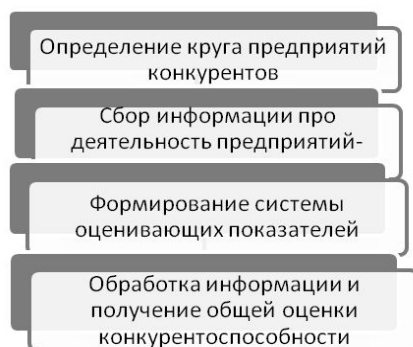 Определение круга предприятий
конкурентов
Сбор информации про
деятельность предприятий-
Формирование системы
оценивающих показателей
Обработка информации и
получение общей оценки
конкурентоспособности